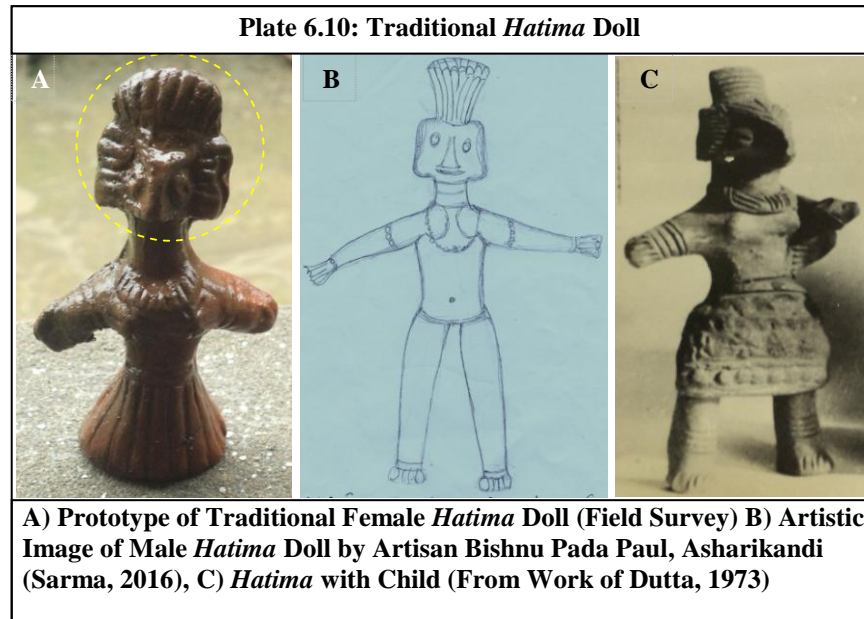 Plate 6.10: Traditional Hatima Doll
A
B
C
A) Prototype of Traditional Female Hatima Doll (Field Survey) B) Artistic
Image of Male Hatima Doll by Artisan Bishnu Pada Paul, Asharikandi
(Sarma, 2016), C) Hatima with Child (From Work of Dutta, 1973)